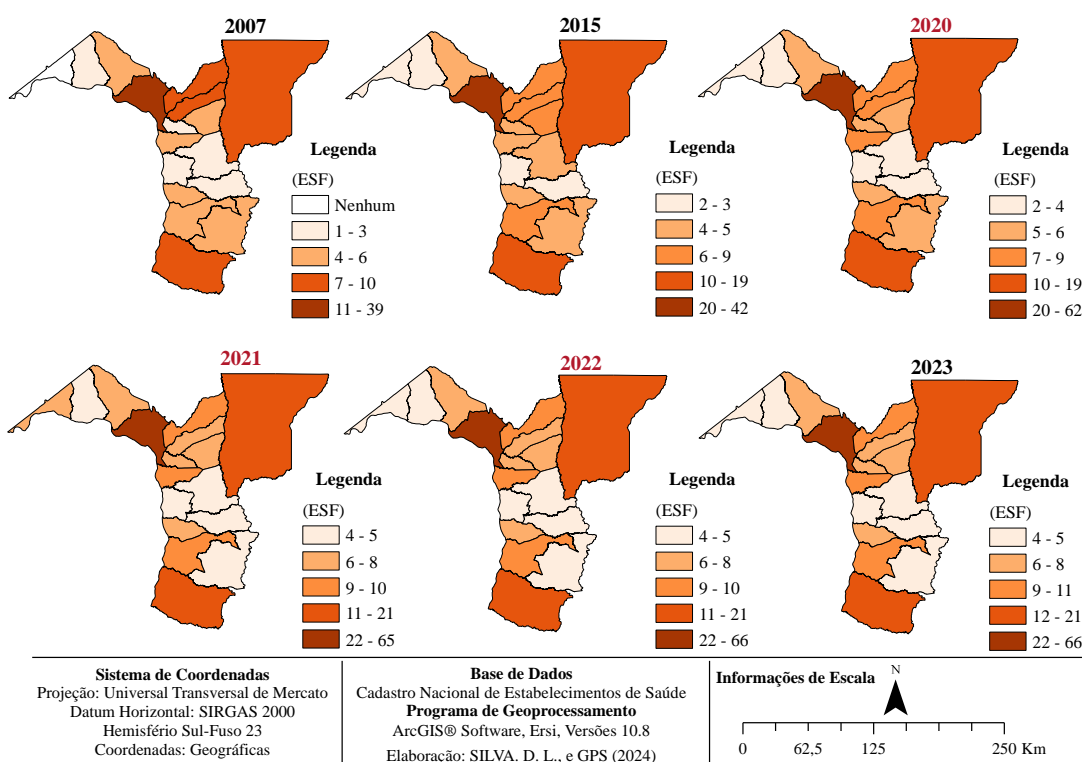 2007
2015
2020
Legenda
(ESF)
Nenhum
1 - 3
4 - 6
7 - 10
11 - 39
Legenda
(ESF)
2 - 3
4 - 5
6 - 9
10 - 19
20 - 42
Legenda
(ESF)
2 - 4
5 - 6
7 - 9
10 - 19
20 - 62
2021
2022
2023
Legenda
(ESF)
4 - 5
6 - 8
9 - 10
11 - 21
22 - 65
Legenda
(ESF)
4 - 5
6 - 8
9 - 10
11 - 21
22 - 66
Legenda
(ESF)
4 - 5
6 - 8
9 - 11
12 - 21
22 - 66
Sistema de Coordenadas
Projeção: Universal Transversal de Mercato
Datum Horizontal: SIRGAS 2000
Hemisfério Sul-Fuso 23
Coordenadas: Geográficas
Base de Dados
Cadastro Nacional de Estabelecimentos de Saúde
Programa de Geoprocessamento
ArcGIS® Software, Ersi, Versões 10.8
Elaboração: SILVA. D. L., e GPS (2024)
Informações de Escala
N
0 62,5 125 250 Km